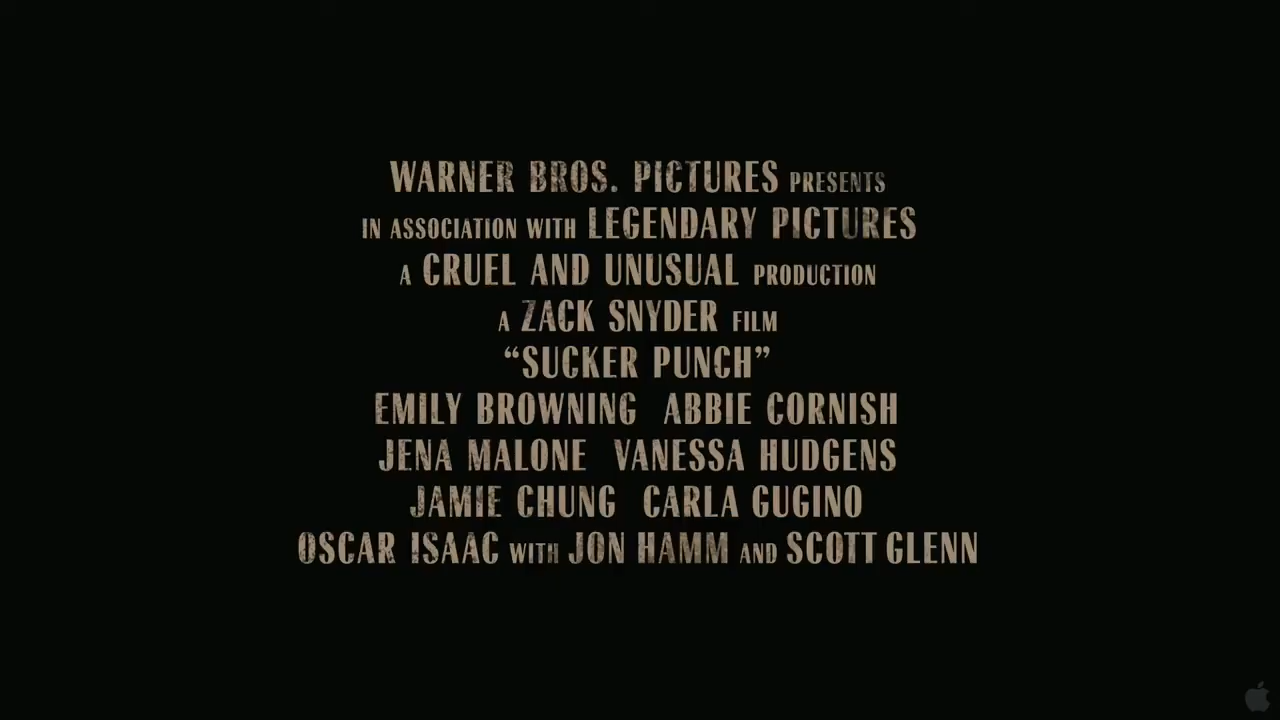 WARNER BROS. PICTURES PRESENTS
IN ASSOCIATION WITH LEGENDARY PICTURES
A CRUEL AND UNUSUAL PRODUCTION
A ZACK SNYDER FILM
“SUCKER PUNCH”
EMILY BROWNING ABBIE CORNISH
JENA MALONE VANESSA HUDGENS
JAMIE CHUNG CARLA GUGINO
OSCAR ISAAC WITH JON HAMM AND SCOTT GLENN